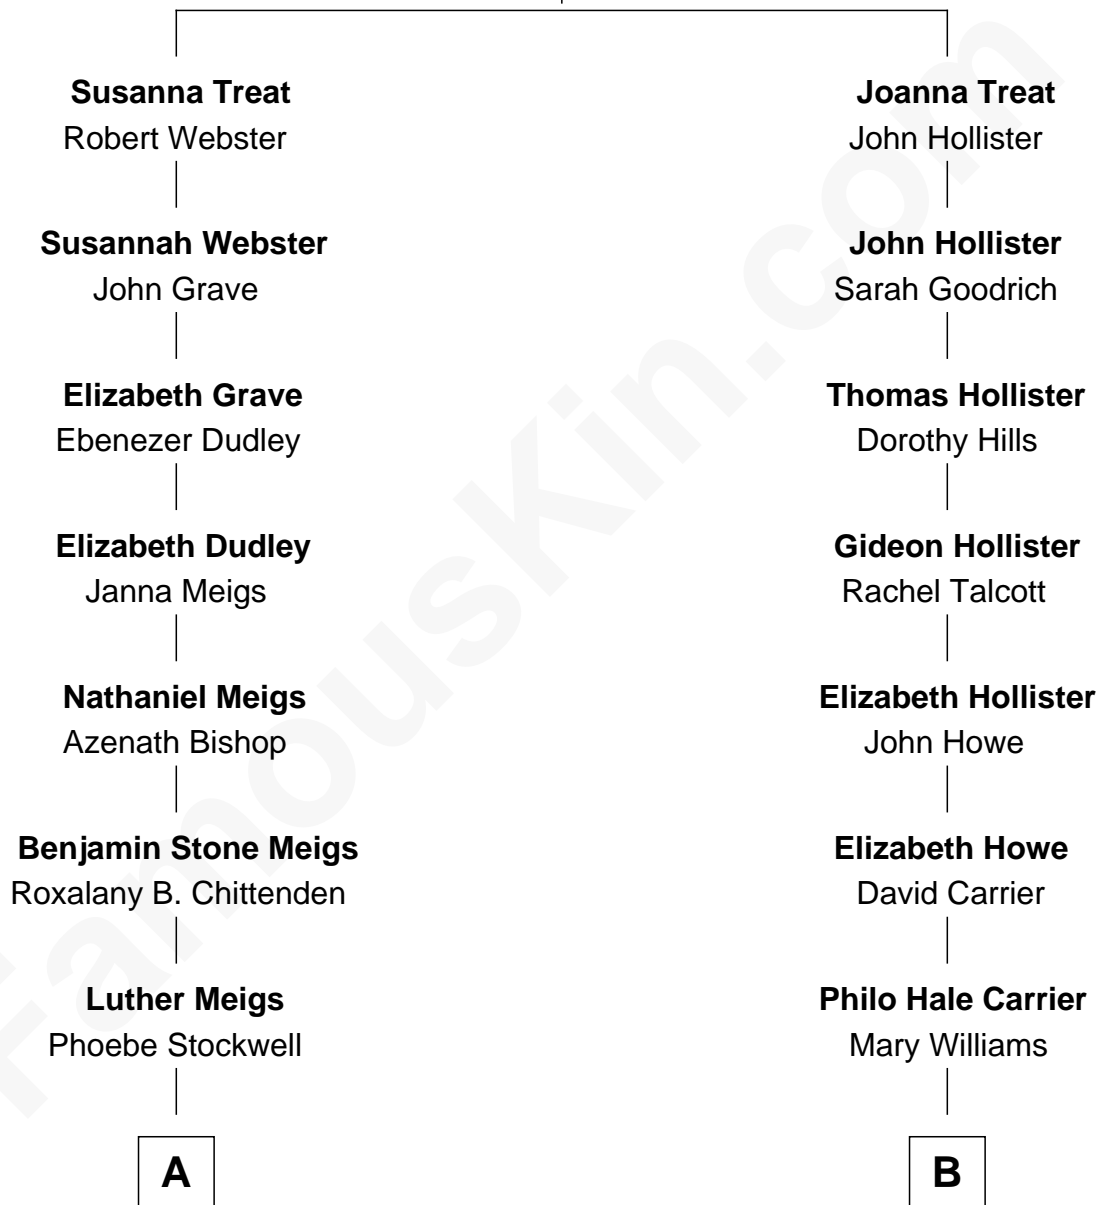 Susanna Treat
Robert Webster
Susannah Webster
John Grave
Elizabeth Grave
Ebenezer Dudley
Elizabeth Dudley
Janna Meigs
Nathaniel Meigs
Azenath Bishop
Benjamin Stone Meigs
Roxalany B. Chittenden
Luther Meigs
Phoebe Stockwell
A
Joanna Treat
John Hollister
John Hollister
Sarah Goodrich
Thomas Hollister
Dorothy Hills
Gideon Hollister
Rachel Talcott
Elizabeth Hollister
John Howe
Elizabeth Howe
David Carrier
Philo Hale Carrier
Mary Williams
B
FamousKin.com